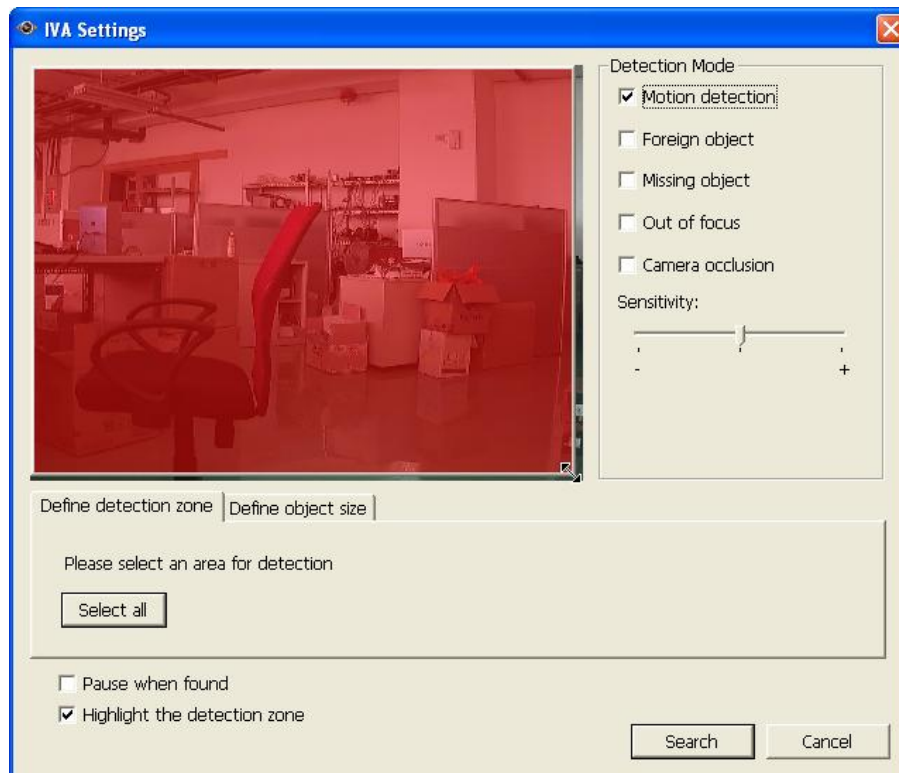 IVA Settings
Detection Mode
Motion detection
Foreign object
Missing object
Out of focus
Camera occlusion
Sensitivity:
- +
Define detection zone
Define object size
Please select an area for detection
Select all
Pause when found
Highlight the detection zone
Search
Cancel